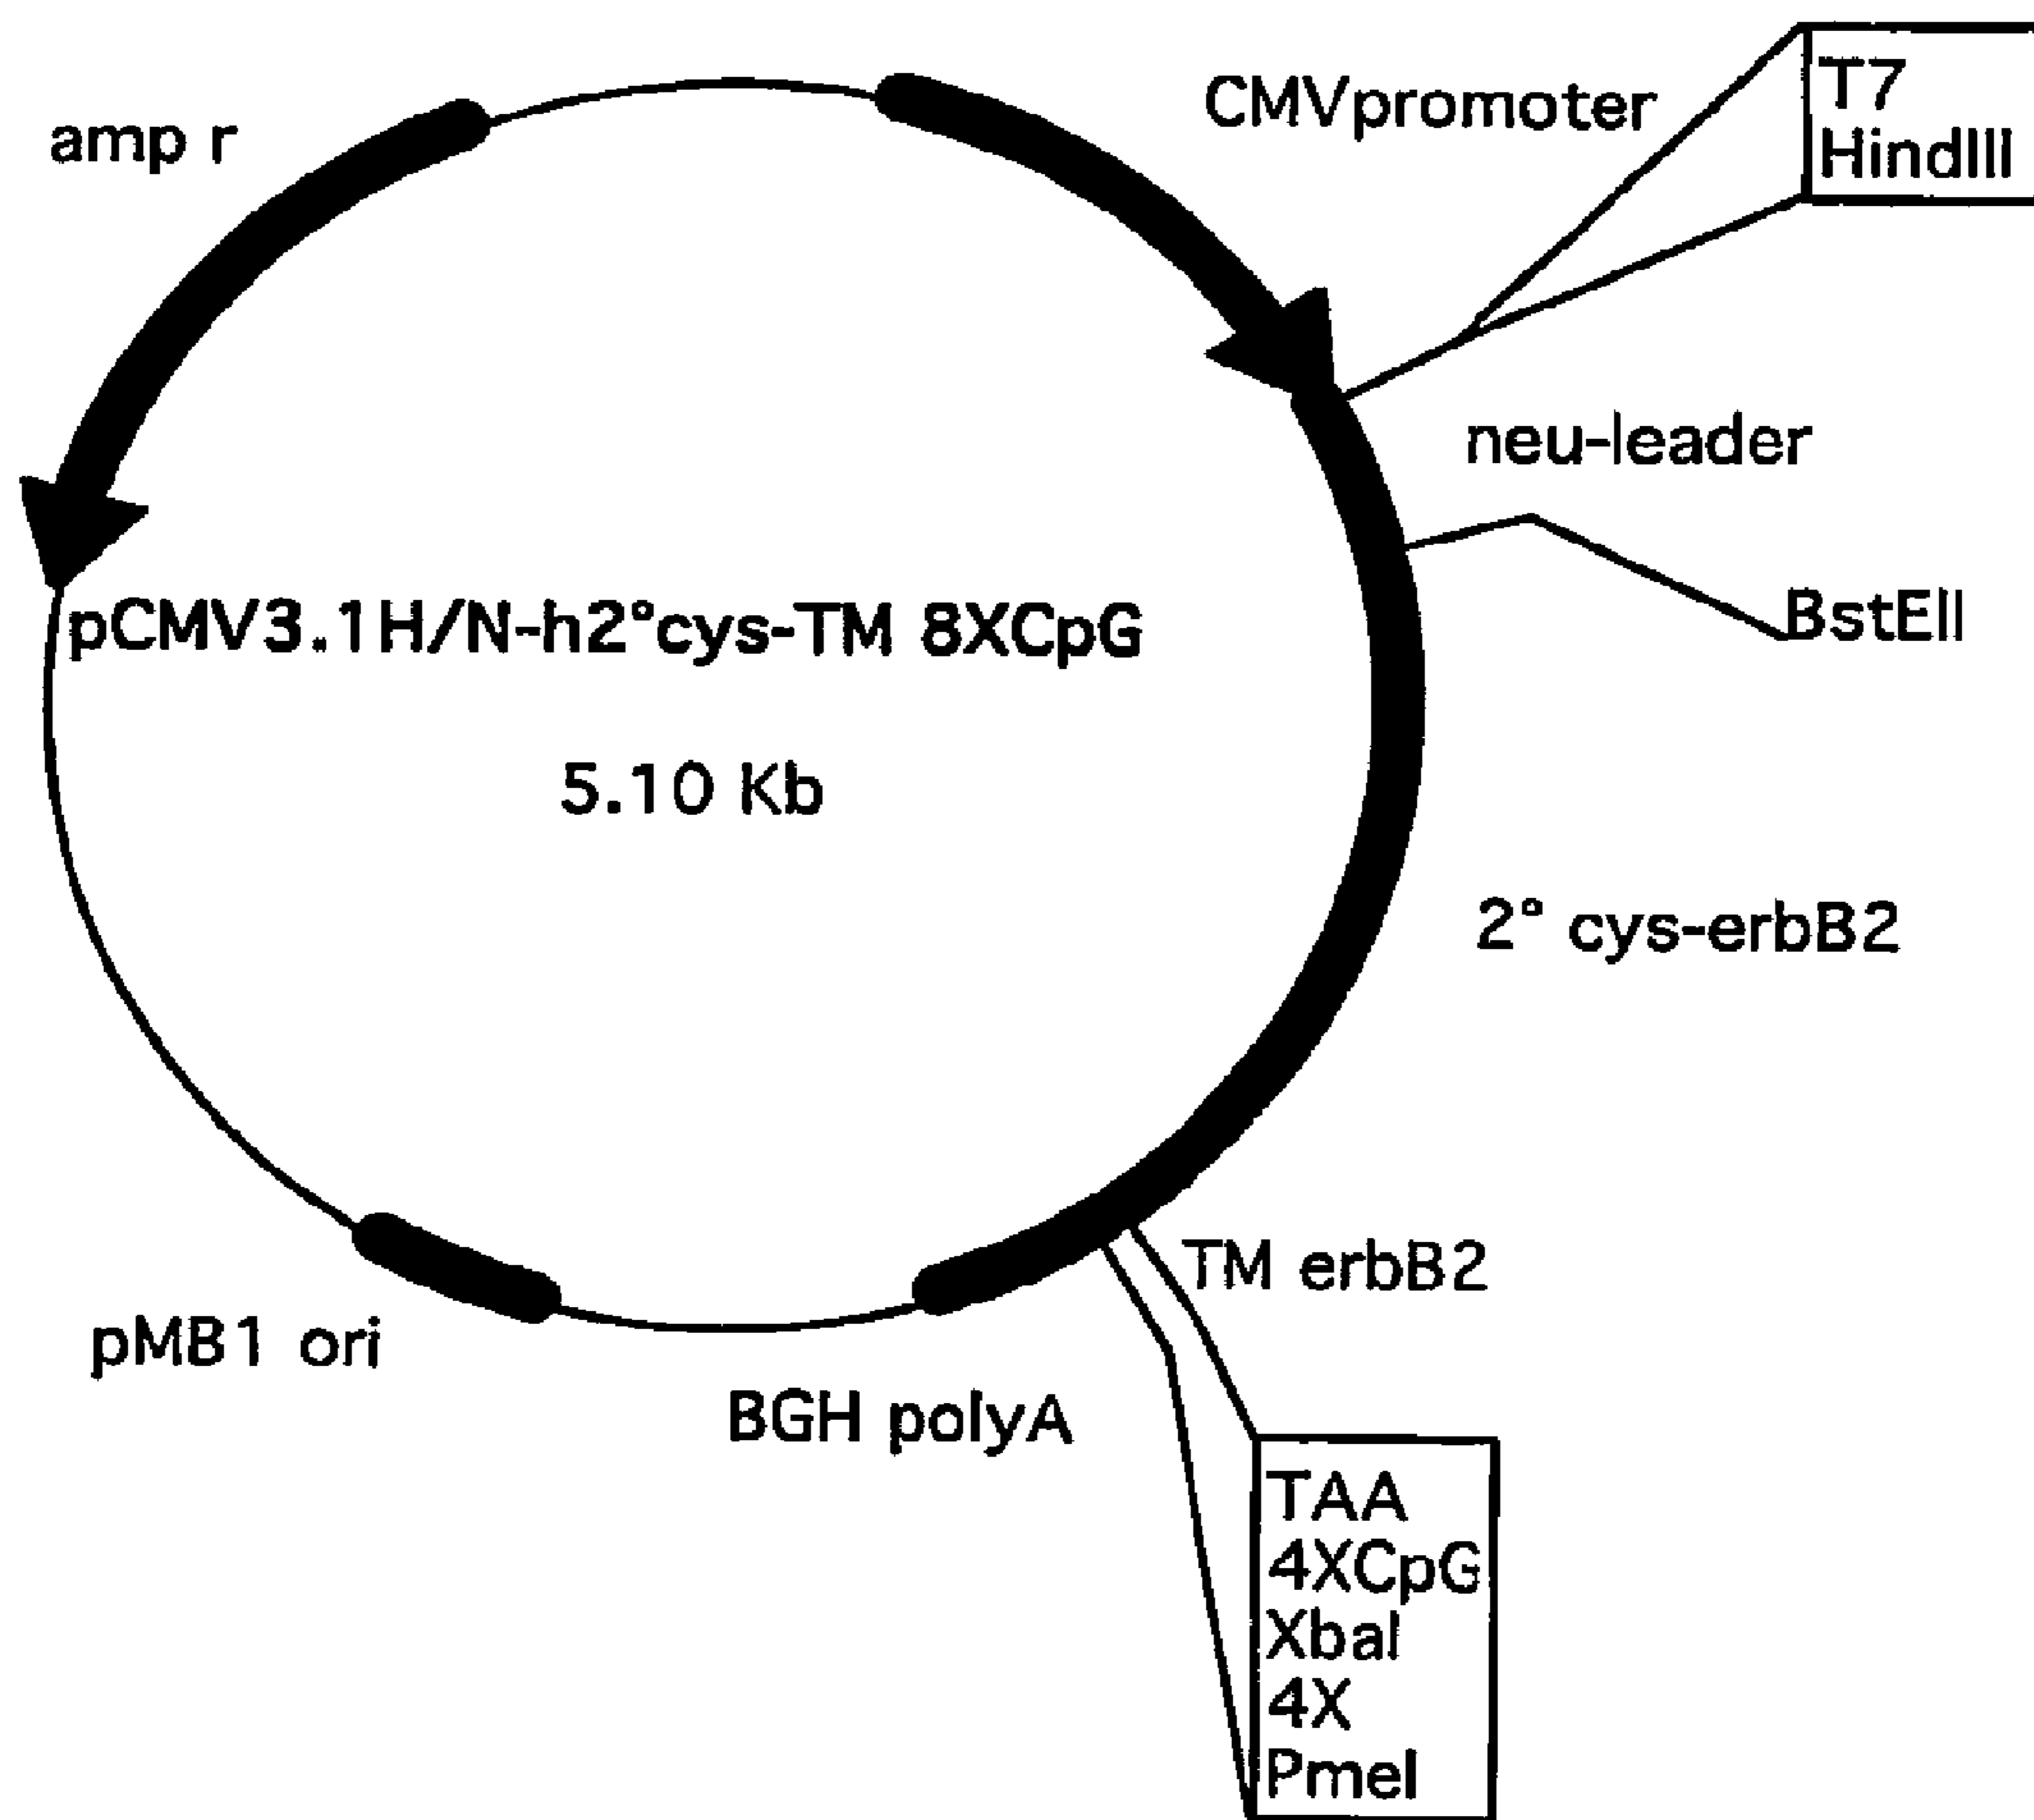 amp r
CMVpromoter
T7
HindIII
neu-leader
BstEII
pCMV3.1H/N-h2°cys-TM 8XCpG
5.10 Kb
2° cys-erbB2
TM erbB2
pMB1 ori
BGH polyA
TAA
4XCpG
XbaI
4X
PmeI